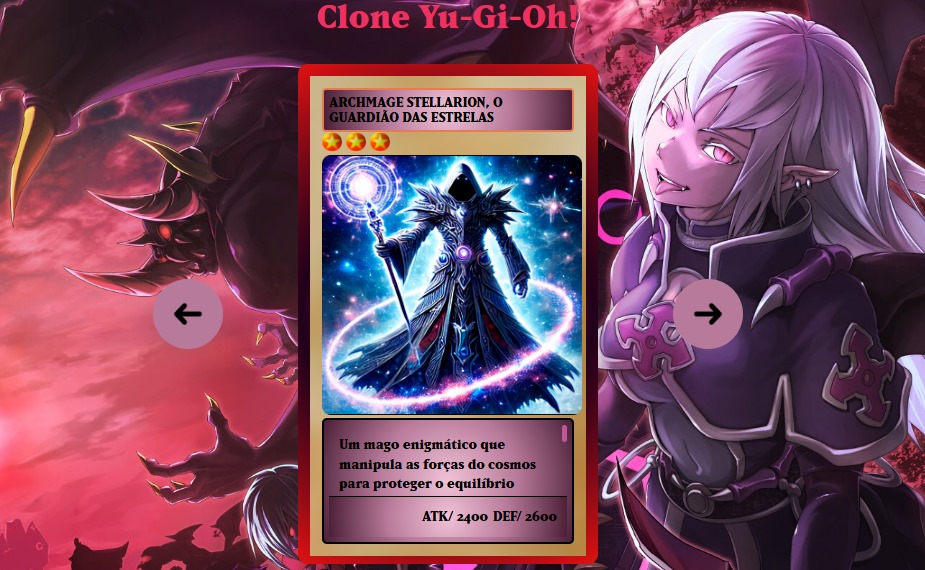 Clone Yu-Gi-Oh!
ARCHMAGE STELLARION, O
GUARDIÃO DAS ESTRELAS
Um mago enigmático que
manipula as forças do cosmos
para proteger o equilíbrio
ATK/ 2400 DEF/ 2600